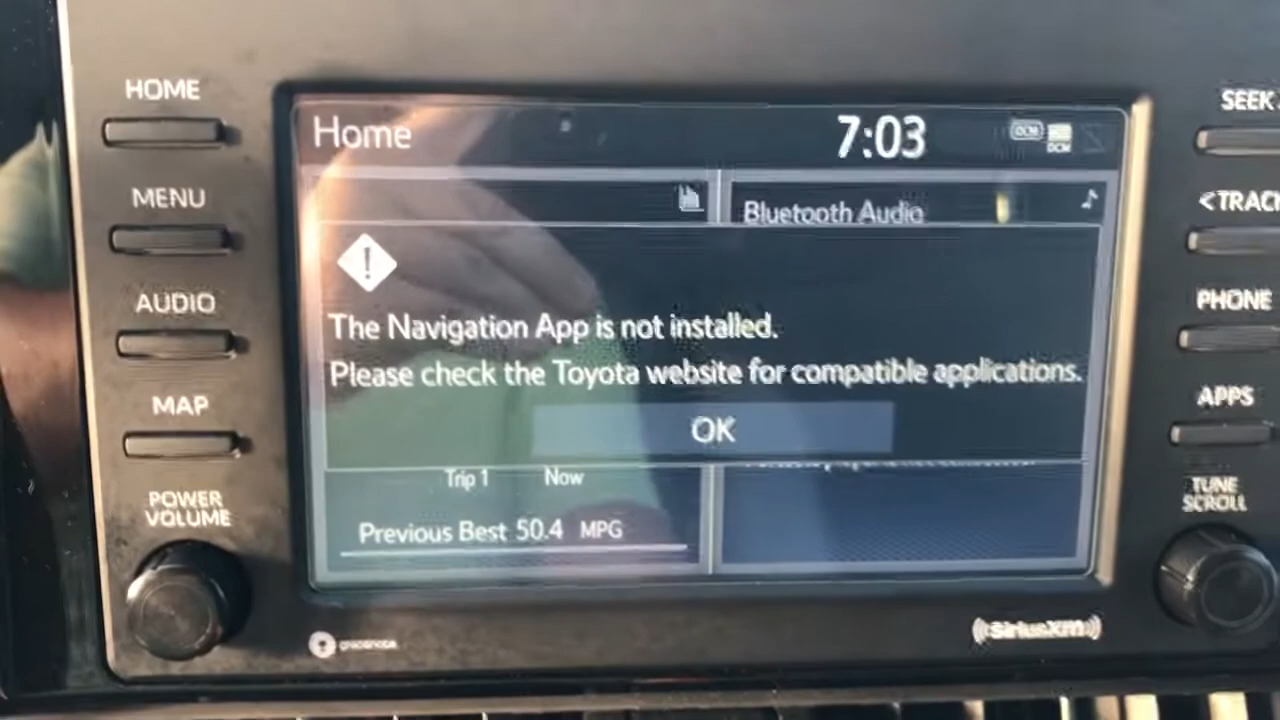 HOME
MENU
AUDIO
MAP
POWER
VOLUME
Home
7:03
DCM
DCM
Bluetooth Audio
!
The Navigation App is not installed.
Please check the Toyota website for compatible applications.
OK
Trip 1 Now
Previous Best 50.4 MPG
gracenote
SiriusXM
SEEK
<TRACK
PHONE
APPS
TUNE
SCROLL